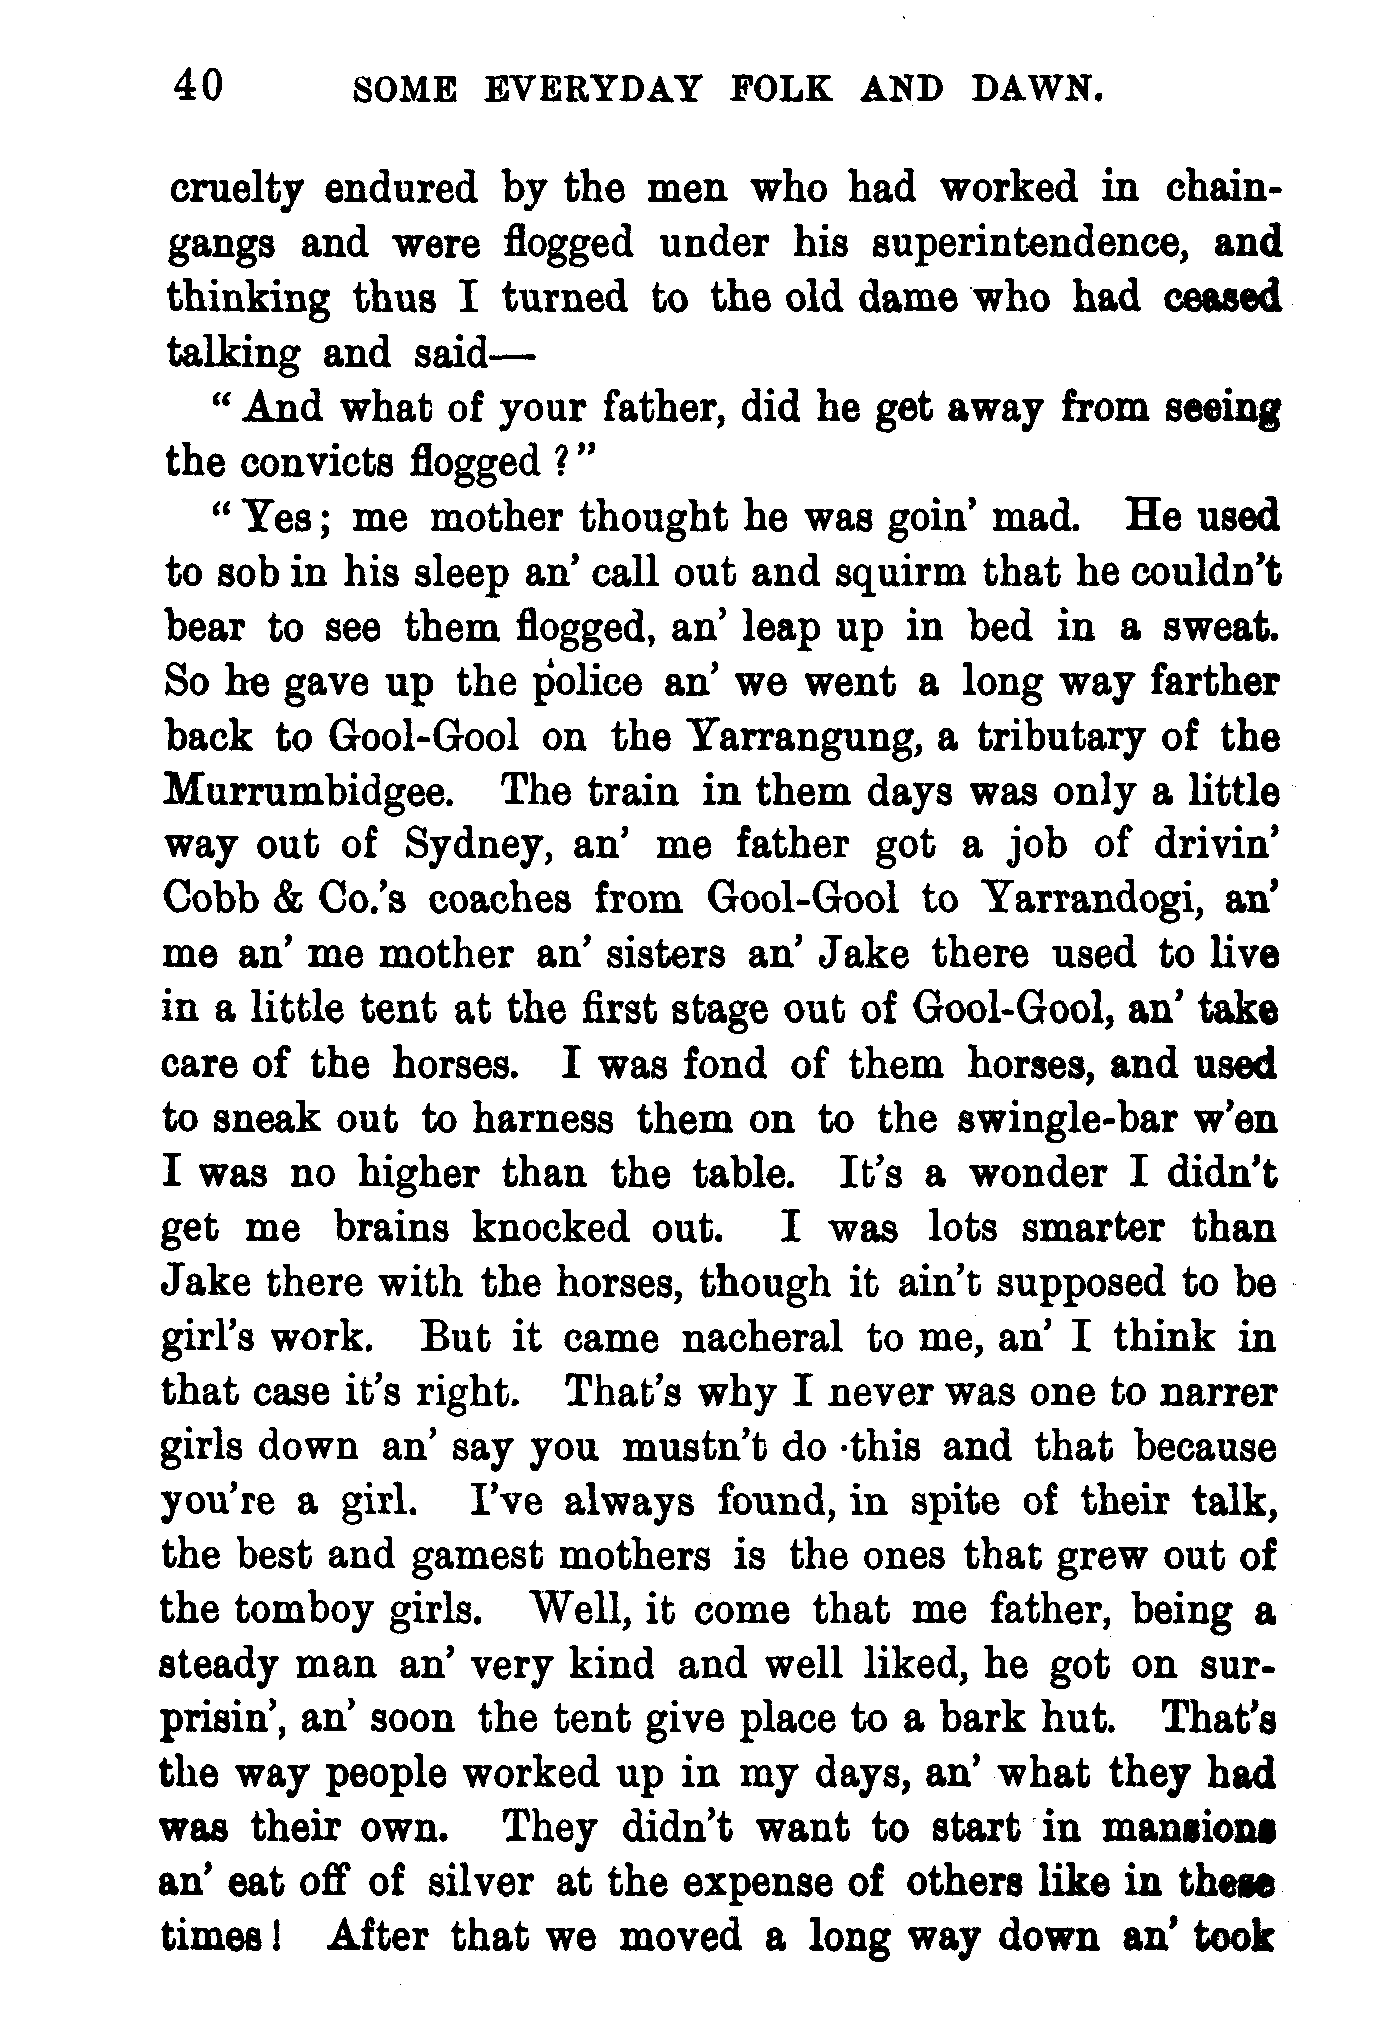 40 SOME EVERYDAY FOLK AND DAWN.
cruelty endured by the men who had worked in chain-
gangs and were flogged under his superintendence, and
thinking thus I turned to the old dame who had ceased
talking and said—
“And what of your father, did he get away from seeing
the convicts flogged?”
“Yes; me mother thought he was goin’ mad. He used
to sob in his sleep an’ call out and squirm that he couldn’t
bear to see them flogged, an’ leap up in bed in a sweat.
So he gave up the police an’ we went a long way farther
back to Gool-Gool on the Yarrangung, a tributary of the
Murrumbidgee. The train in them days was only a little
way out of Sydney, an’ me father got a job of drivin’
Cobb & Co.’s coaches from Gool-Gool to Yarrandogi, an’
me an’ me mother an’ sisters an’ Jake there used to live
in a little tent at the first stage out of Gool-Gool, an’ take
care of the horses. I was fond of them horses, and used
to sneak out to harness them on to the swingle-bar w’en
I was no higher than the table. It’s a wonder I didn’t
get me brains knocked out. I was lots smarter than
Jake there with the horses, though it ain’t supposed to be
girl’s work. But it came nacheral to me, an’ I think in
that case it’s right. That’s why I never was one to narrer
girls down an’ say you mustn’t do this and that because
you’re a girl. I’ve always found, in spite of their talk,
the best and gamest mothers is the ones that grew out of
the tomboy girls. Well, it come that me father, being a
steady man an’ very kind and well liked, he got on sur-
prisin’, an’ soon the tent give place to a bark hut. That’s
the way people worked up in my days, an’ what they had
was their own. They didn’t want to start in mansions
an’ eat off of silver at the expense of others like in these
times! After that we moved a long way down an’ took